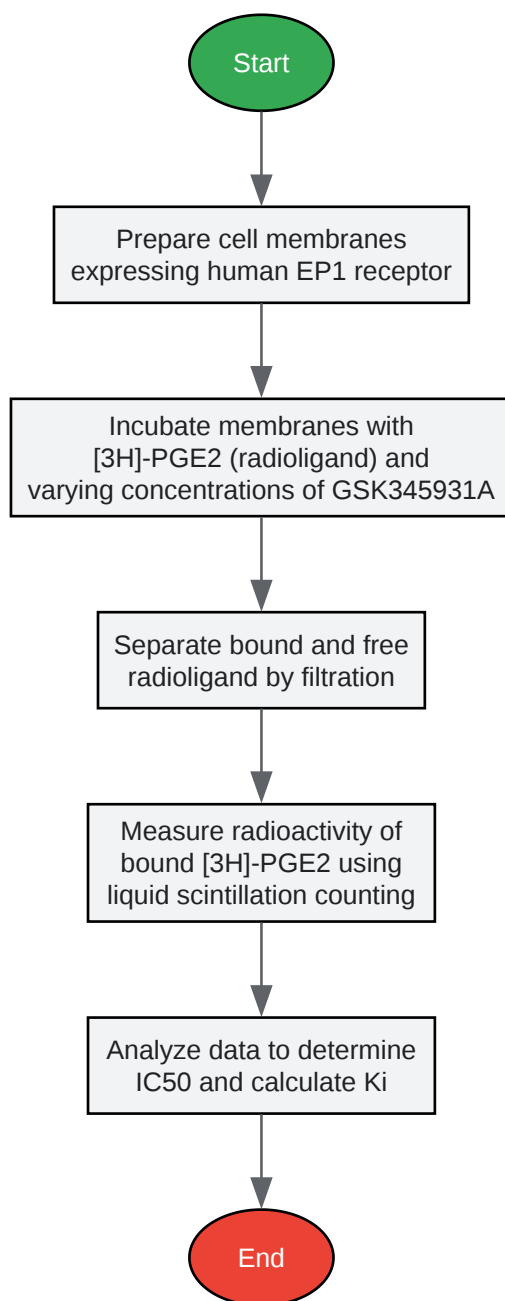 Start
Prepare cell membranes
expressing human EP1 receptor
Incubate membranes with
[3H]-PGE2 (radioligand) and
varying concentrations of GSK345931A
Separate bound and free
radioligand by filtration
Measure radioactivity of
bound [3H]-PGE2 using
liquid scintillation counting
Analyze data to determine
IC50 and calculate Ki
End